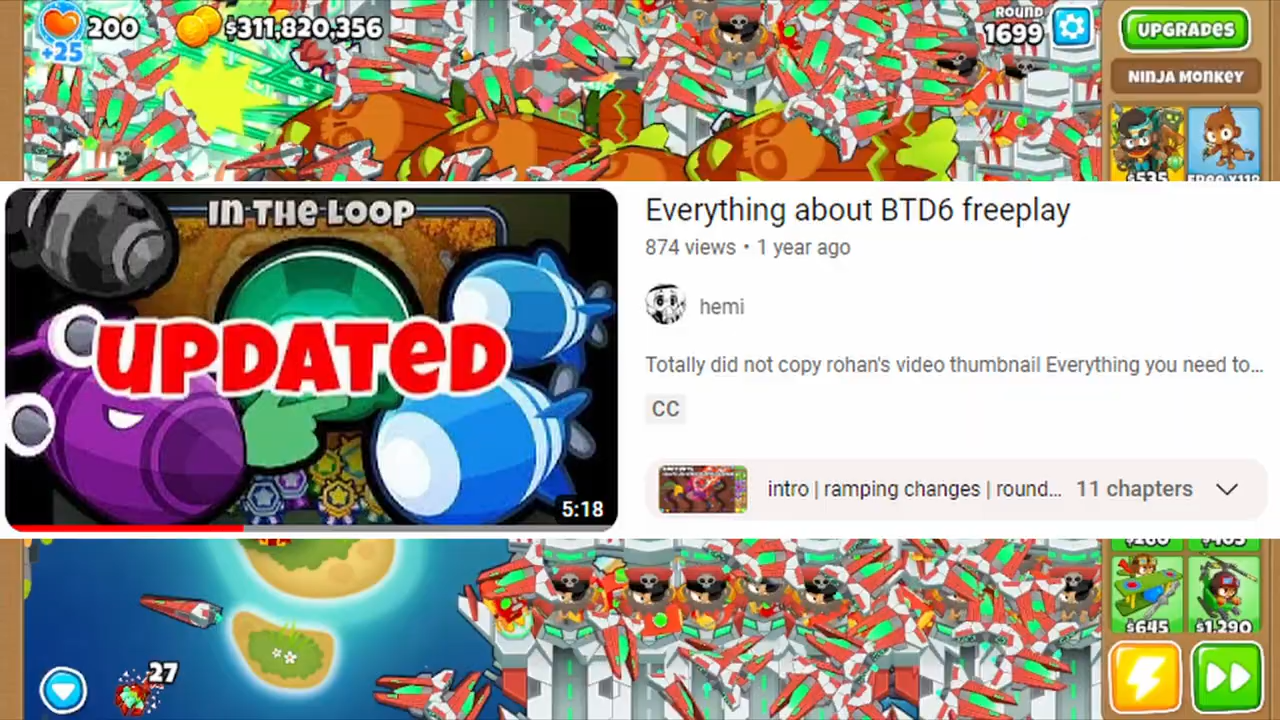 200
+25
$311,820,356
ROUND
1699
UPGRADES
NINJA MONKEY
$535
IN THE LOOP
UPDATED
5:18
Everything about BTD6 freeplay
874 views • 1 year ago
hemi
Totally did not copy rohan's video thumbnail Everything you need to...
CC
intro | ramping changes | round... 11 chapters
$645
$1,290
27